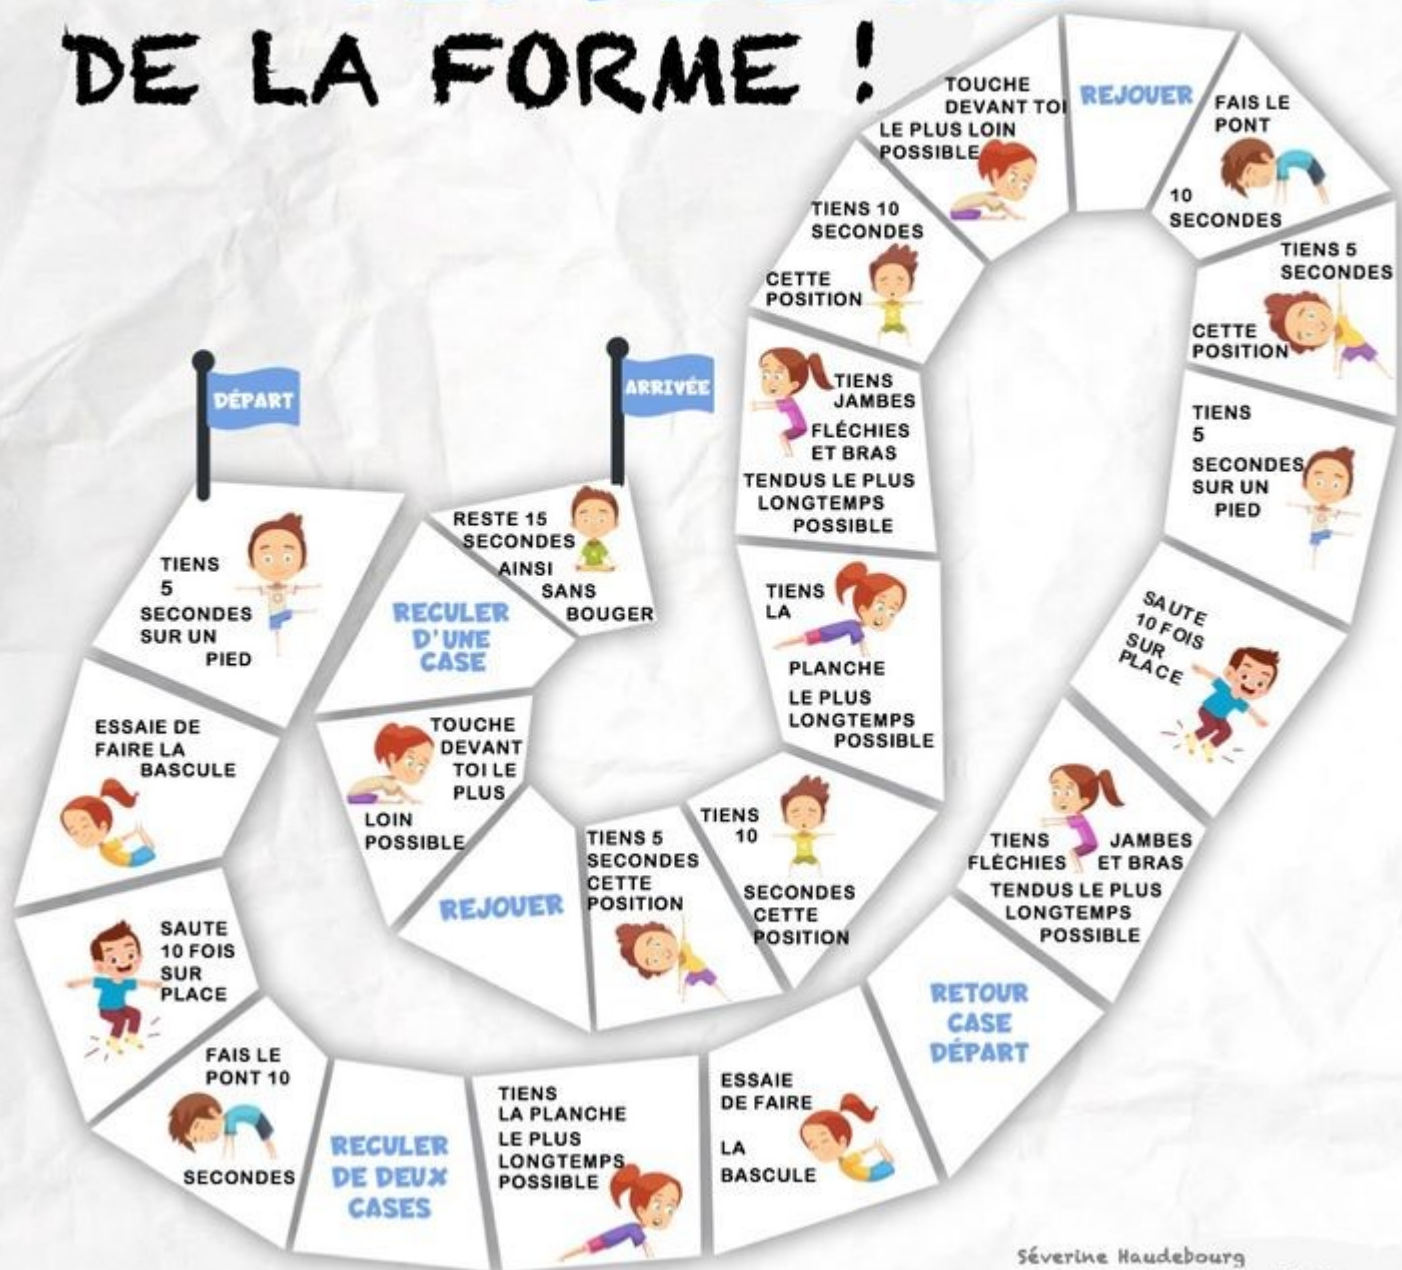 DE LA FORME !
DÉPART
TIENS
5
SECONDES
SUR UN
PIED
ESSAIE DE
FAIRE LA
BASCULE
SAUTE
10 FOIS
SUR
PLACE
FAIS LE
PONT 10
SECONDES
RECULER
DE DEUX
CASES
TIENS
LA PLANCHE
LE PLUS
LONGTEMPS
POSSIBLE
ESSAIE
DE FAIRE
LA
BASCULE
RETOUR
CASE
DÉPART
TIENS JAMBES
FLÉCHIES ET BRAS
TENDUS LE PLUS
LONGTEMPS
POSSIBLE
SAUTE
10 FOIS
SUR
PLACE
TIENS
5
SECONDES
SUR UN
PIED
TIENS 5
SECONDES
CETTE
POSITION
FAIS LE
PONT
10
SECONDES
REJOUER
TOUCHE
DEVANT TOI
LE PLUS LOIN
POSSIBLE
TIENS 10
SECONDES
CETTE
POSITION
TIENS
JAMBES
FLÉCHIES
ET BRAS
TENDUS LE PLUS
LONGTEMPS
POSSIBLE
TIENS
LA
PLANCHE
LE PLUS
LONGTEMPS
POSSIBLE
TIENS
10
SECONDES
CETTE
POSITION
TIENS 5
SECONDES
CETTE
POSITION
REJOUER
TOUCHE
DEVANT
TOI LE
PLUS
LOIN
POSSIBLE
RECULER
D'UNE
CASE
RESTE 15
SECONDES
AINSI
SANS
BOUGER
ARRIVÉE
Séverine Haudebourg